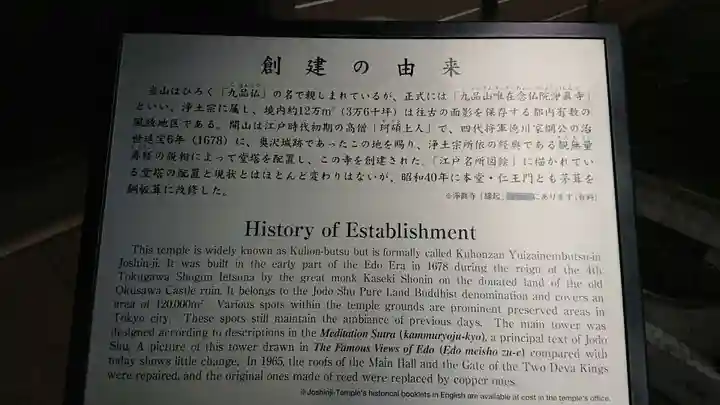 創建の由来
当山はひろく「九品仏」の名で親しまれているが、正式には「九品山唯在念仏院淨眞寺」
といい、浄土宗に属し、境内約12万㎡（3万6千坪）は往古の面影を保存する都内有数の
風致地区である。開山は江戸時代初期の高僧「珂碩上人」で、四代将軍徳川家綱公の治
世延宝6年（1678）に、奥沢城跡であったこの地を賜り、浄土宗所依の経典である観無量
寿経の説相によって堂塔を配置し、この寺を創建された。「江戸名所図絵」に描かれてい
る堂塔の配置と現状とはほとんど変わりはないが、昭和40年に本堂・仁王門とも茅葺を
銅板葺に改修した。
※淨眞寺「縁起」にあります（有料）
History of Establishment
This temple is widely known as Kuhon-butsu but is formally called Kuhonzan Yuizainembutsu-in
Joshin-ji. It was built in the early part of the Edo Era in 1678 during the reign of the 4th
Tokugawa Shogun Ietsuna by the great monk Kaseki Shonin on the donated land of the old
Okusawa Castle ruin. It belongs to the Jodo Shu Pure Land Buddhist denomination and covers an
area of 120,000m² Various spots within the temple grounds are prominent preserved areas in
Tokyo city. These spots still maintain the ambiance of previous days. The main tower was
designed according to descriptions in the Meditation Sutra (kammuryoju-kyo), a principal text of Jodo
Shu. A picture of this tower drawn in The Famous Views of Edo (Edo meisho zu-e) compared with
today shows little change. In 1965, the roofs of the Main Hall and the Gate of the Two Deva Kings
were repaired, and the original ones made of reed were replaced by copper ones.
※Joshinji-Temple's historical booklets in English are available at cost in the temple's office.